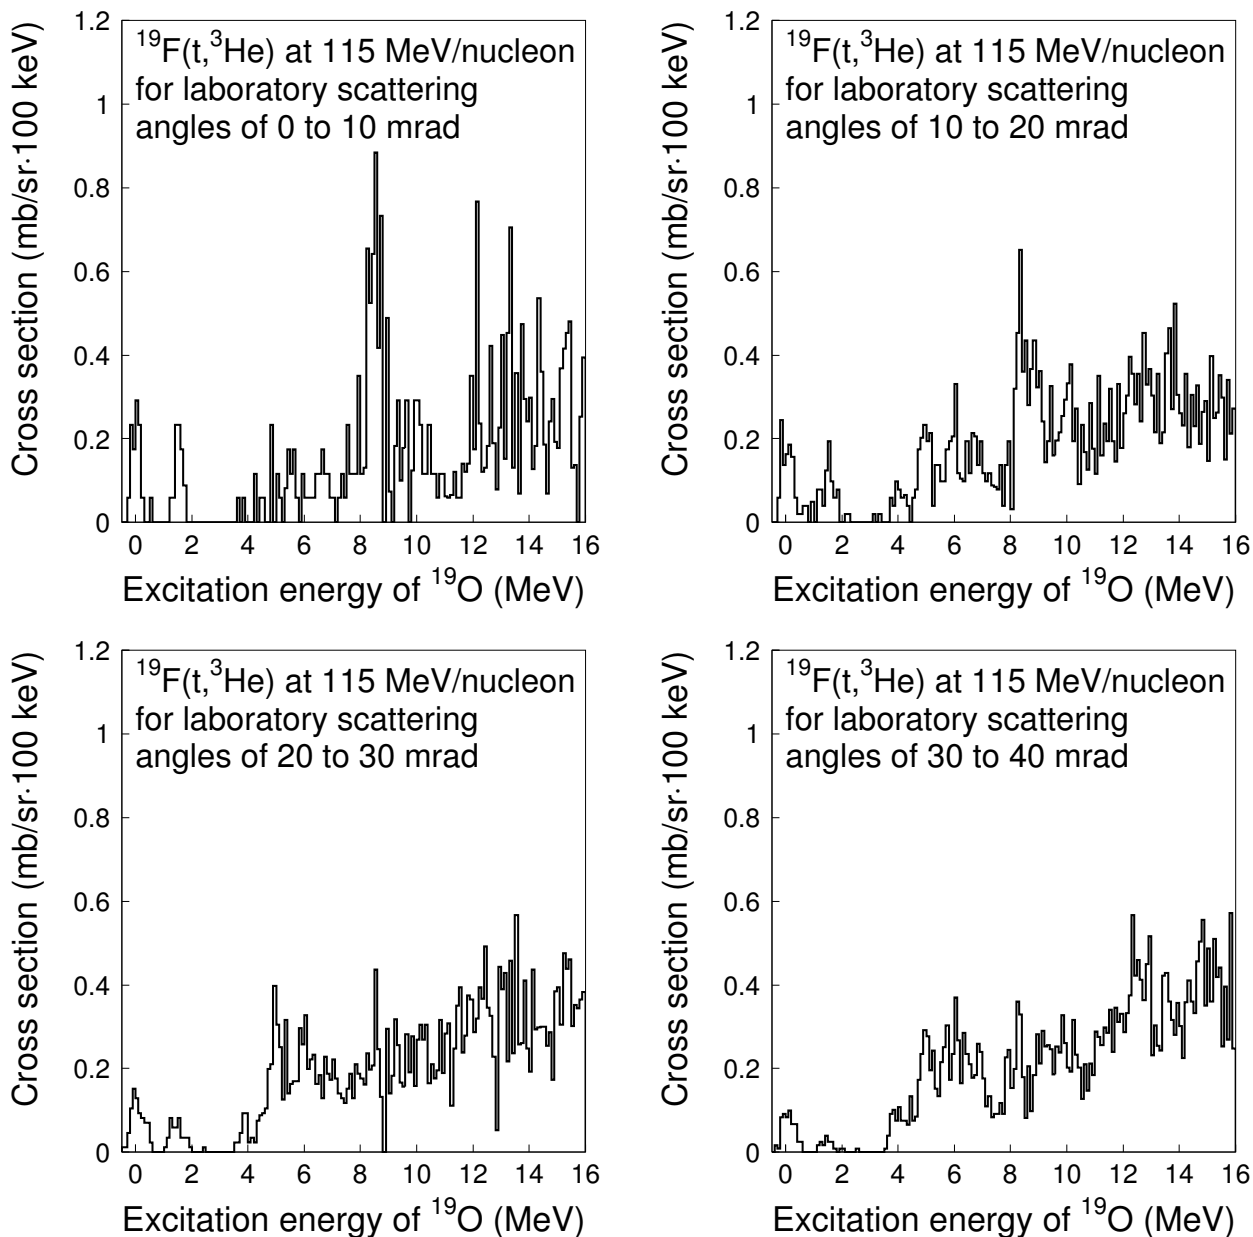 ¹⁹F(t,³He) at 115 MeV/nucleon
for laboratory scattering
angles of 0 to 10 mrad
Cross section (mb/sr·100 keV)
1.2
1
0.8
0.6
0.4
0.2
0
0 2 4 6 8 10 12 14 16
Excitation energy of ¹⁹O (MeV)
¹⁹F(t,³He) at 115 MeV/nucleon
for laboratory scattering
angles of 10 to 20 mrad
Cross section (mb/sr·100 keV)
1.2
1
0.8
0.6
0.4
0.2
0
0 2 4 6 8 10 12 14 16
Excitation energy of ¹⁹O (MeV)
¹⁹F(t,³He) at 115 MeV/nucleon
for laboratory scattering
angles of 20 to 30 mrad
Cross section (mb/sr·100 keV)
1.2
1
0.8
0.6
0.4
0.2
0
0 2 4 6 8 10 12 14 16
Excitation energy of ¹⁹O (MeV)
¹⁹F(t,³He) at 115 MeV/nucleon
for laboratory scattering
angles of 30 to 40 mrad
Cross section (mb/sr·100 keV)
1.2
1
0.8
0.6
0.4
0.2
0
0 2 4 6 8 10 12 14 16
Excitation energy of ¹⁹O (MeV)